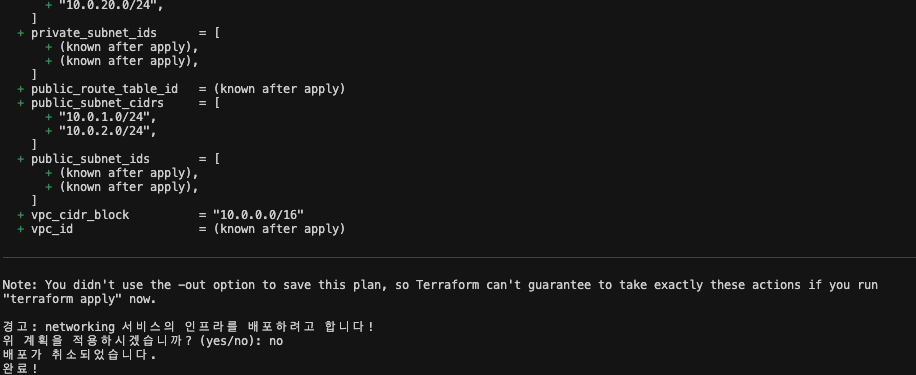 + "10.0.20.0/24",
]
+ private_subnet_ids = [
+ (known after apply),
+ (known after apply),
]
+ public_route_table_id = (known after apply)
+ public_subnet_cidrs = [
+ "10.0.1.0/24",
+ "10.0.2.0/24",
]
+ public_subnet_ids = [
+ (known after apply),
+ (known after apply),
]
+ vpc_cidr_block = "10.0.0.0/16"
+ vpc_id = (known after apply)
Note: You didn't use the -out option to save this plan, so Terraform can't guarantee to take exactly these actions if you run
"terraform apply" now.
경고: networking 서비스의 인프라를 배포하려고 합니다!
위 계획을 적용하시겠습니까? (yes/no): no
배포가 취소되었습니다.
완료!